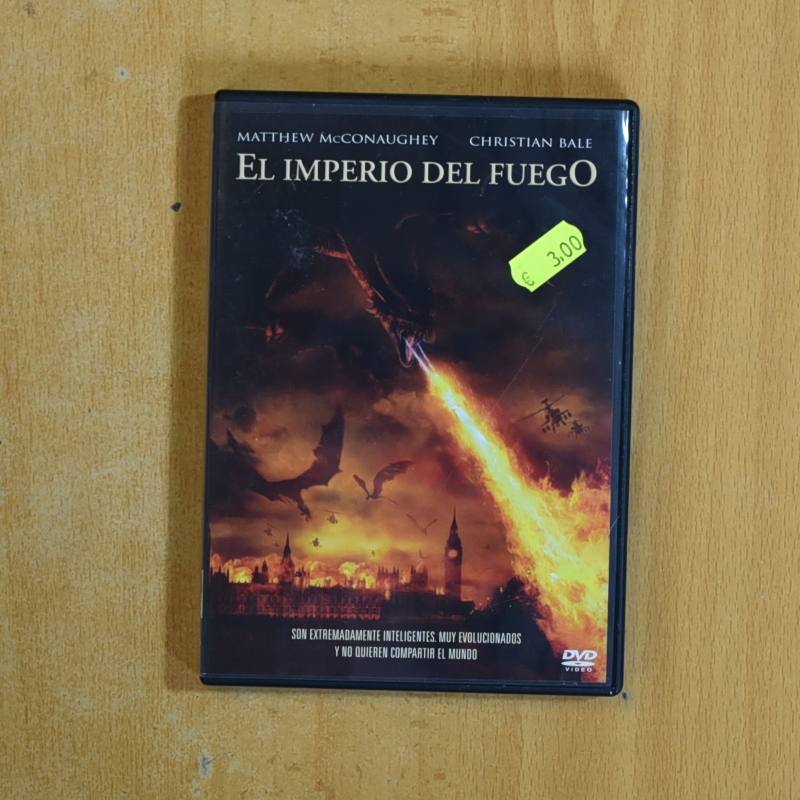 MATTHEW McCONAUGHEY CHRISTIAN BALE
EL IMPERIO DEL FUEGO
€ 3,00
SON EXTREMADAMENTE INTELIGENTES. MUY EVOLUCIONADOS
Y NO QUIEREN COMPARTIR EL MUNDO
DVD
VIDEO